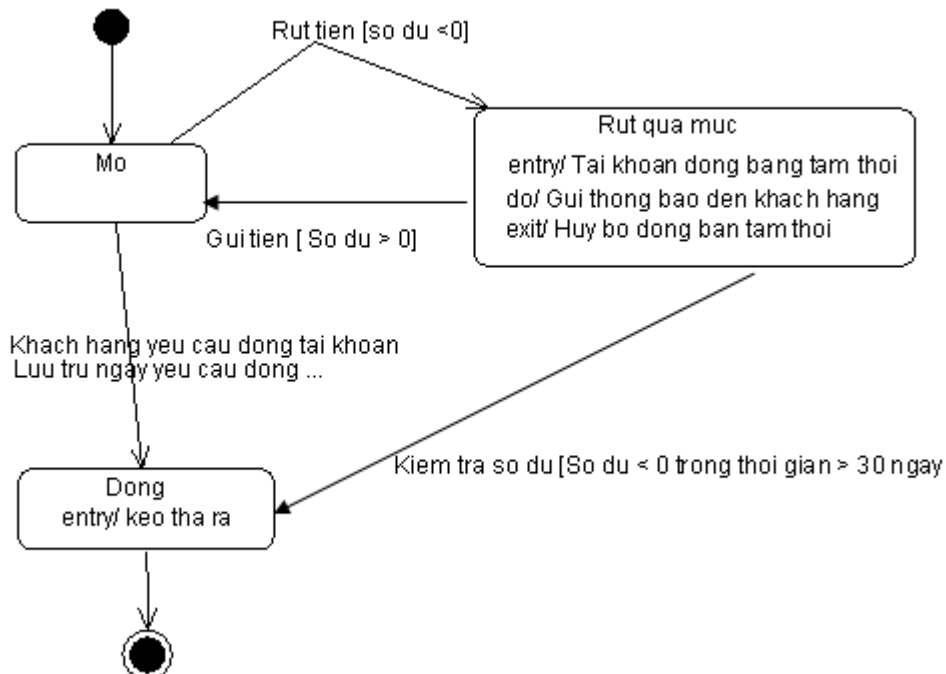 Rut tien [so du <0]
Mo
Rut qua muc
entry/ Tai khoan dong bang tam thoi
do/ Gui thong bao den khach hang
exit/ Huy bo dong ban tam thoi
Gui tien [ So du > 0]
Khach hang yeu cau dong tai khoan
Luu tru ngay yeu cau dong ...
Kiem tra so du [So du < 0 trong thoi gian > 30 ngay
Dong
entry/ keo tha ra